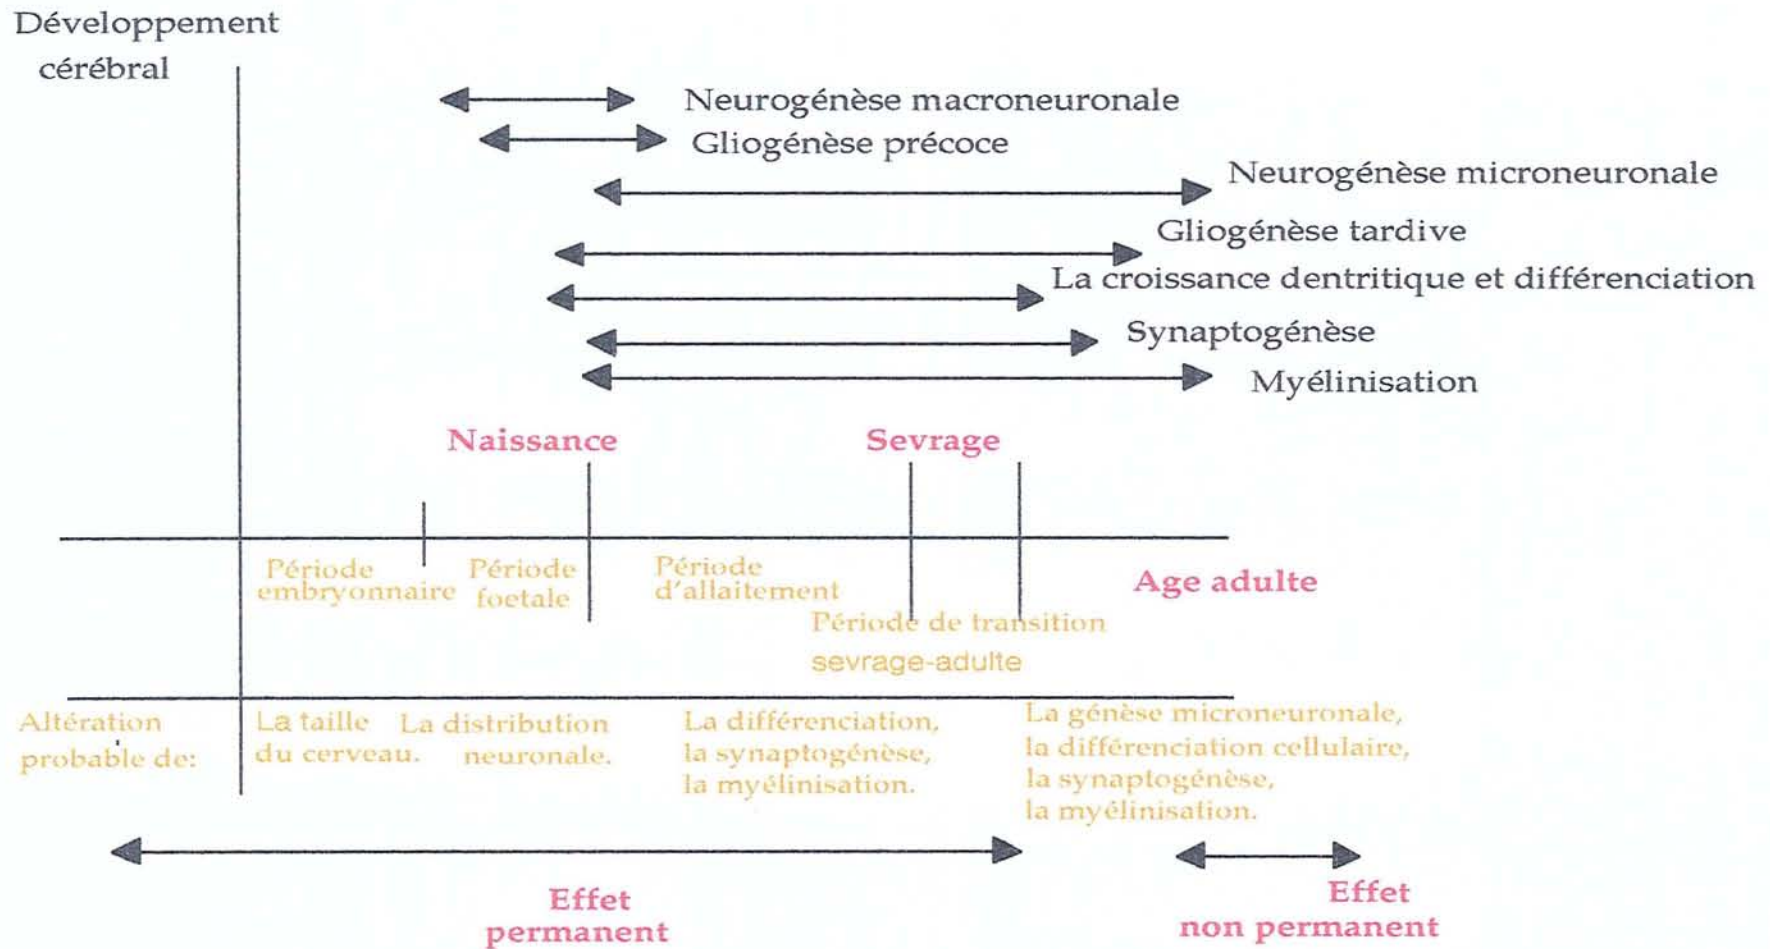 Développement
cérébral
Neurogénèse macroneuronale
Gliogénèse précoce
Neurogénèse microneuronale
Gliogénèse tardive
La croissance dentritique et différenciation
Synaptogénèse
Myélinisation
Naissance
Sevrage
Période
embryonnaire
Période
foetale
Période
d'allaitement
Age adulte
Période de transition
sevrage-adulte
Altération
probable de:
La taille
du cerveau.
La distribution
neuronale.
La différenciation,
la synaptogénèse,
la myélinisation.
La génèse microneuronale,
la différenciation cellulaire,
la synaptogénèse,
la myélinisation.
Effet
permanent
Effet
non permanent